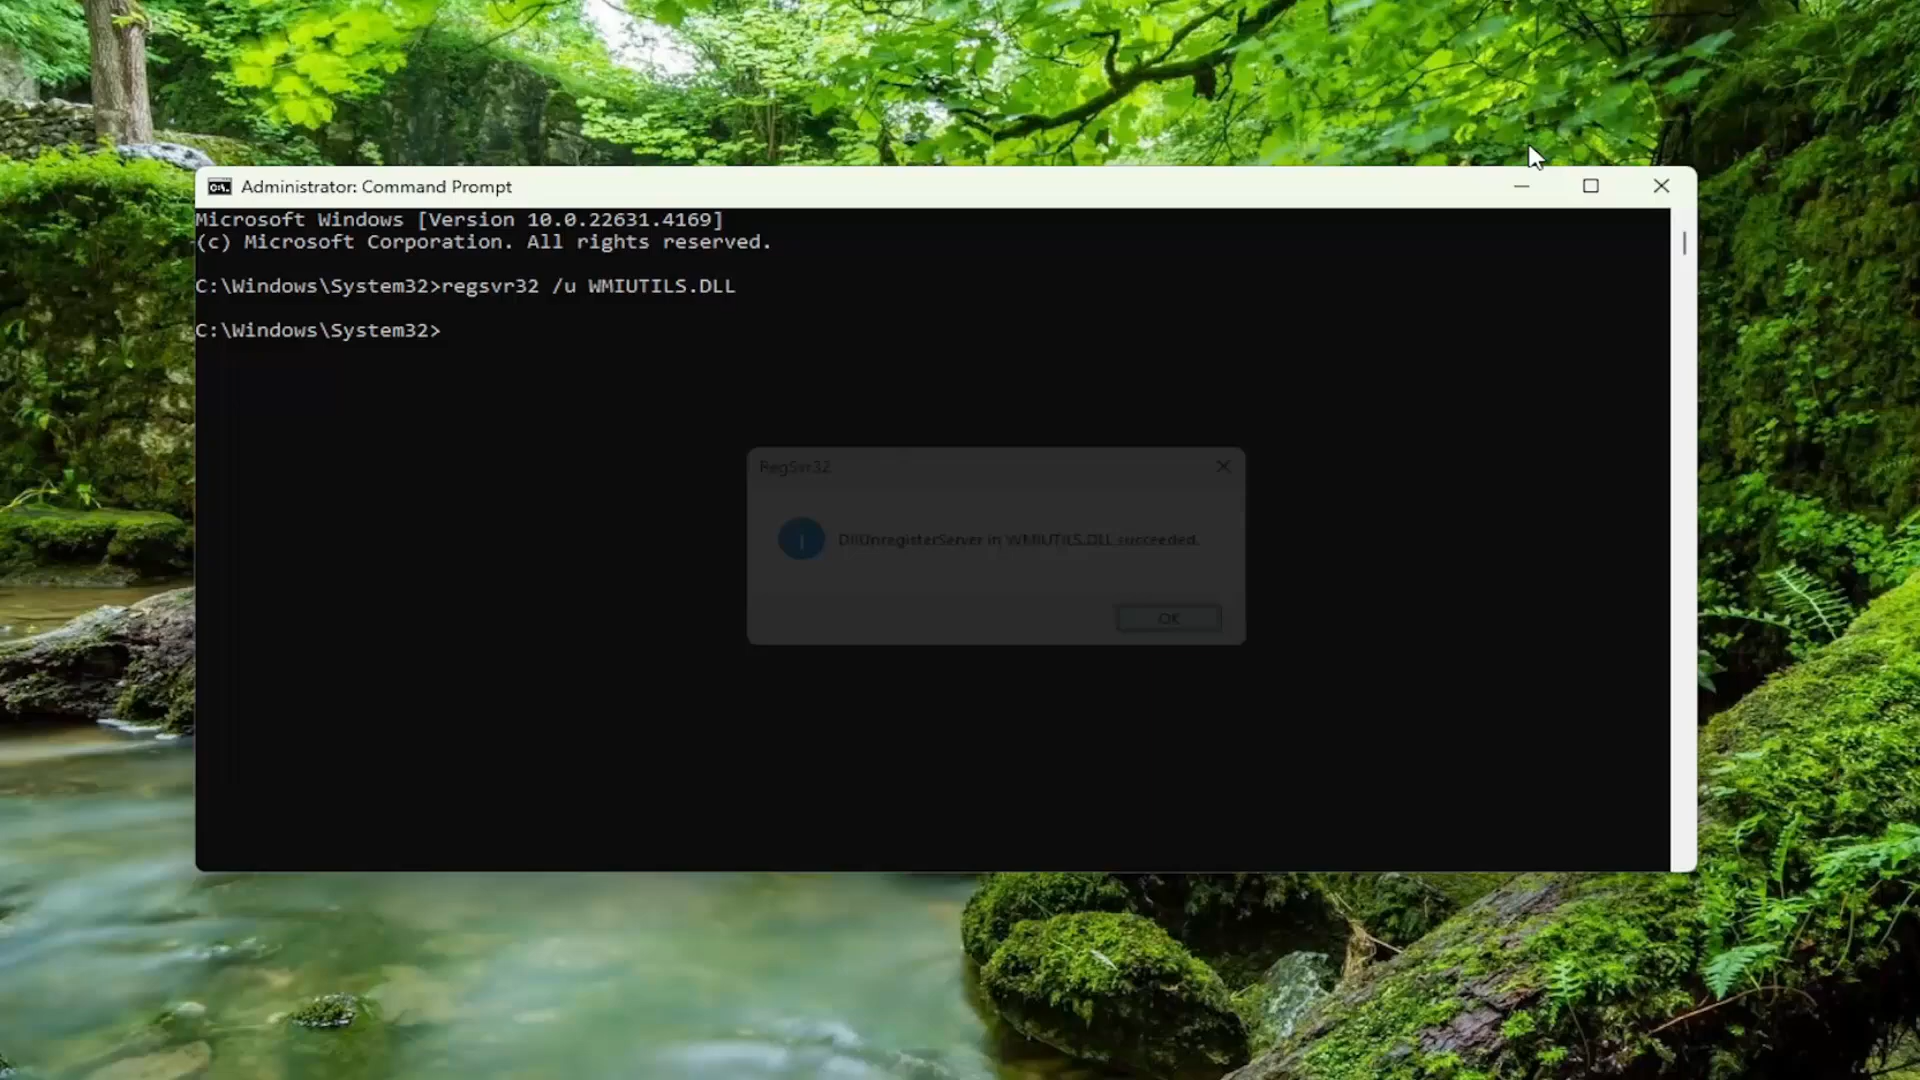 Administrator: Command Prompt
Microsoft Windows [Version 10.0.22631.4169]
(c) Microsoft Corporation. All rights reserved.
C:\Windows\System32>regsvr32 /u WMIUTILS.DLL
C:\Windows\System32>
RegSvr32
DllUnregisterServer in WMIUTILS.DLL succeeded.
OK